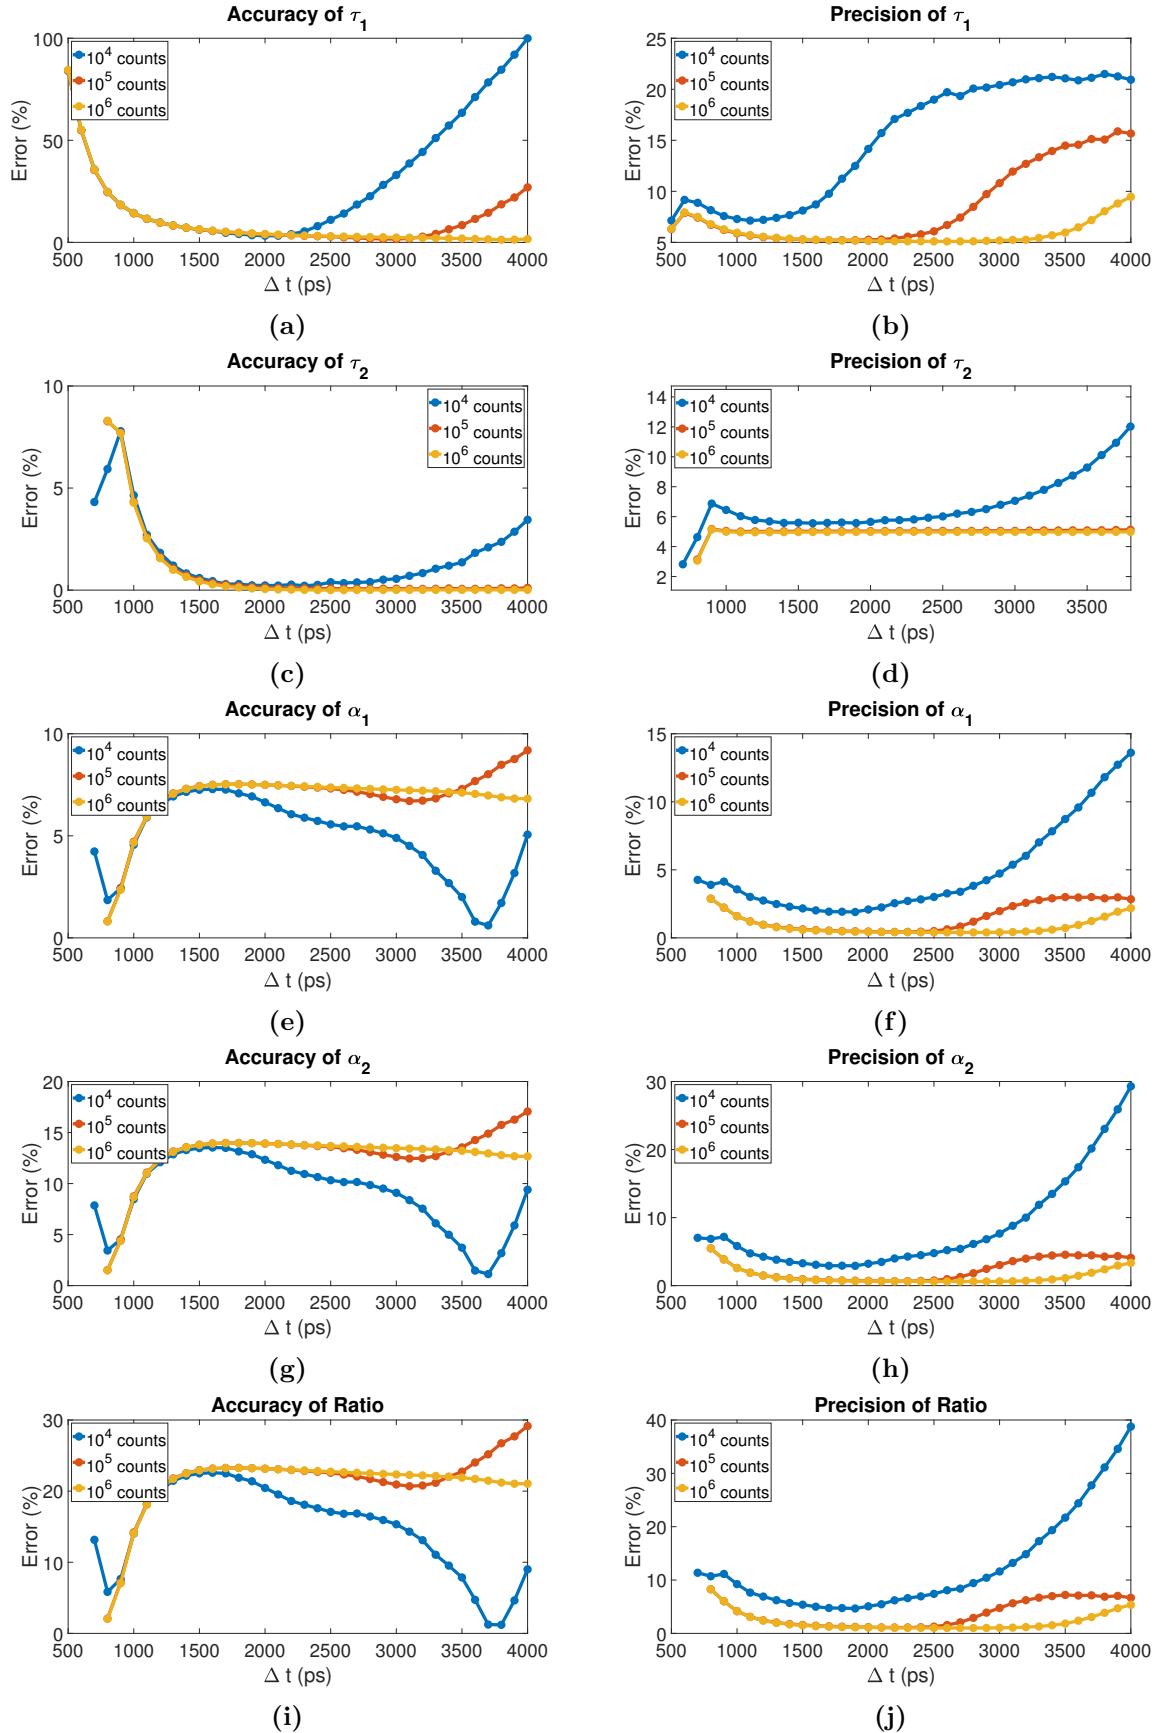 Accuracy of τ1
100
50
0
Error (%)
10^4 counts
10^5 counts
10^6 counts
500 1000 1500 2000 2500 3000 3500 4000
Δ t (ps)
(a)
Precision of τ1
25
20
15
10
5
Error (%)
10^4 counts
10^5 counts
10^6 counts
500 1000 1500 2000 2500 3000 3500 4000
Δ t (ps)
(b)
Accuracy of τ2
10
5
0
Error (%)
10^4 counts
10^5 counts
10^6 counts
500 1000 1500 2000 2500 3000 3500 4000
Δ t (ps)
(c)
Precision of τ2
14
12
10
8
6
4
2
Error (%)
10^4 counts
10^5 counts
10^6 counts
1000 1500 2000 2500 3000 3500
Δ t (ps)
(d)
Accuracy of α1
10
5
0
Error (%)
10^4 counts
10^5 counts
10^6 counts
500 1000 1500 2000 2500 3000 3500 4000
Δ t (ps)
(e)
Precision of α1
15
10
5
0
Error (%)
10^4 counts
10^5 counts
10^6 counts
500 1000 1500 2000 2500 3000 3500 4000
Δ t (ps)
(f)
Accuracy of α2
20
15
10
5
0
Error (%)
10^4 counts
10^5 counts
10^6 counts
500 1000 1500 2000 2500 3000 3500 4000
Δ t (ps)
(g)
Precision of α2
30
20
10
0
Error (%)
10^4 counts
10^5 counts
10^6 counts
500 1000 1500 2000 2500 3000 3500 4000
Δ t (ps)
(h)
Accuracy of Ratio
30
20
10
0
Error (%)
10^4 counts
10^5 counts
10^6 counts
500 1000 1500 2000 2500 3000 3500 4000
Δ t (ps)
(i)
Precision of Ratio
40
30
20
10
0
Error (%)
10^4 counts
10^5 counts
10^6 counts
500 1000 1500 2000 2500 3000 3500 4000
Δ t (ps)
(j)